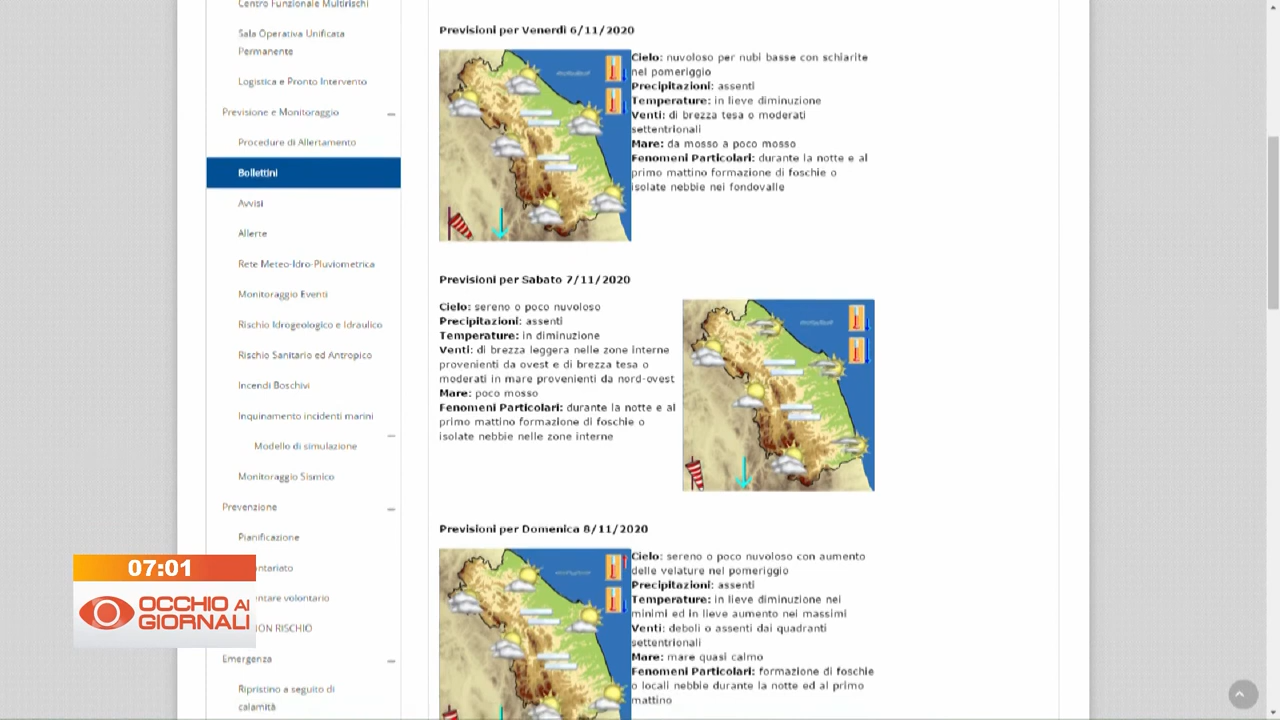 Centro Funzionale Multirischi
Sala Operativa Unificata
Permanente
Logistica e Pronto Intervento
Previsione e Monitoraggio
Procedure di Allertamento
Bollettini
Avvisi
Allerte
Rete Meteo-Idro-Pluviometrica
Monitoraggio Eventi
Rischio Idrogeologico e Idraulico
Rischio Sanitario ed Antropico
Incendi Boschivi
Inquinamento incidenti marini
Modello di simulazione
Monitoraggio Sismico
Prevenzione
Pianificazione
ontariato
entare volontario
ION RISCHIO
Emergenza
Ripristino a seguito di
calamità
Previsioni per Venerdì 6/11/2020
Cielo: nuvoloso per nubi basse con schiarite
nel pomeriggio
Precipitazioni: assenti
Temperature: in lieve diminuzione
Venti: di brezza tesa o moderati
settentrionali
Mare: da mosso a poco mosso
Fenomeni Particolari: durante la notte e al
primo mattino formazione di foschie o
isolate nebbie nei fondovalle
Previsioni per Sabato 7/11/2020
Cielo: sereno o poco nuvoloso
Precipitazioni: assenti
Temperature: in diminuzione
Venti: di brezza leggera nelle zone interne
provenienti da ovest e di brezza tesa o
moderati in mare provenienti da nord-ovest
Mare: poco mosso
Fenomeni Particolari: durante la notte e al
primo mattino formazione di foschie o
isolate nebbie nelle zone interne
Previsioni per Domenica 8/11/2020
Cielo: sereno o poco nuvoloso con aumento
delle velature nel pomeriggio
Precipitazioni: assenti
Temperature: in lieve diminuzione nei
minimi ed in lieve aumento nei massimi
Venti: deboli o assenti dai quadranti
settentrionali
Mare: mare quasi calmo
Fenomeni Particolari: formazione di foschie
o locali nebbie durante la notte ed al primo
mattino
07:01
OCCHIO AI
GIORNALI